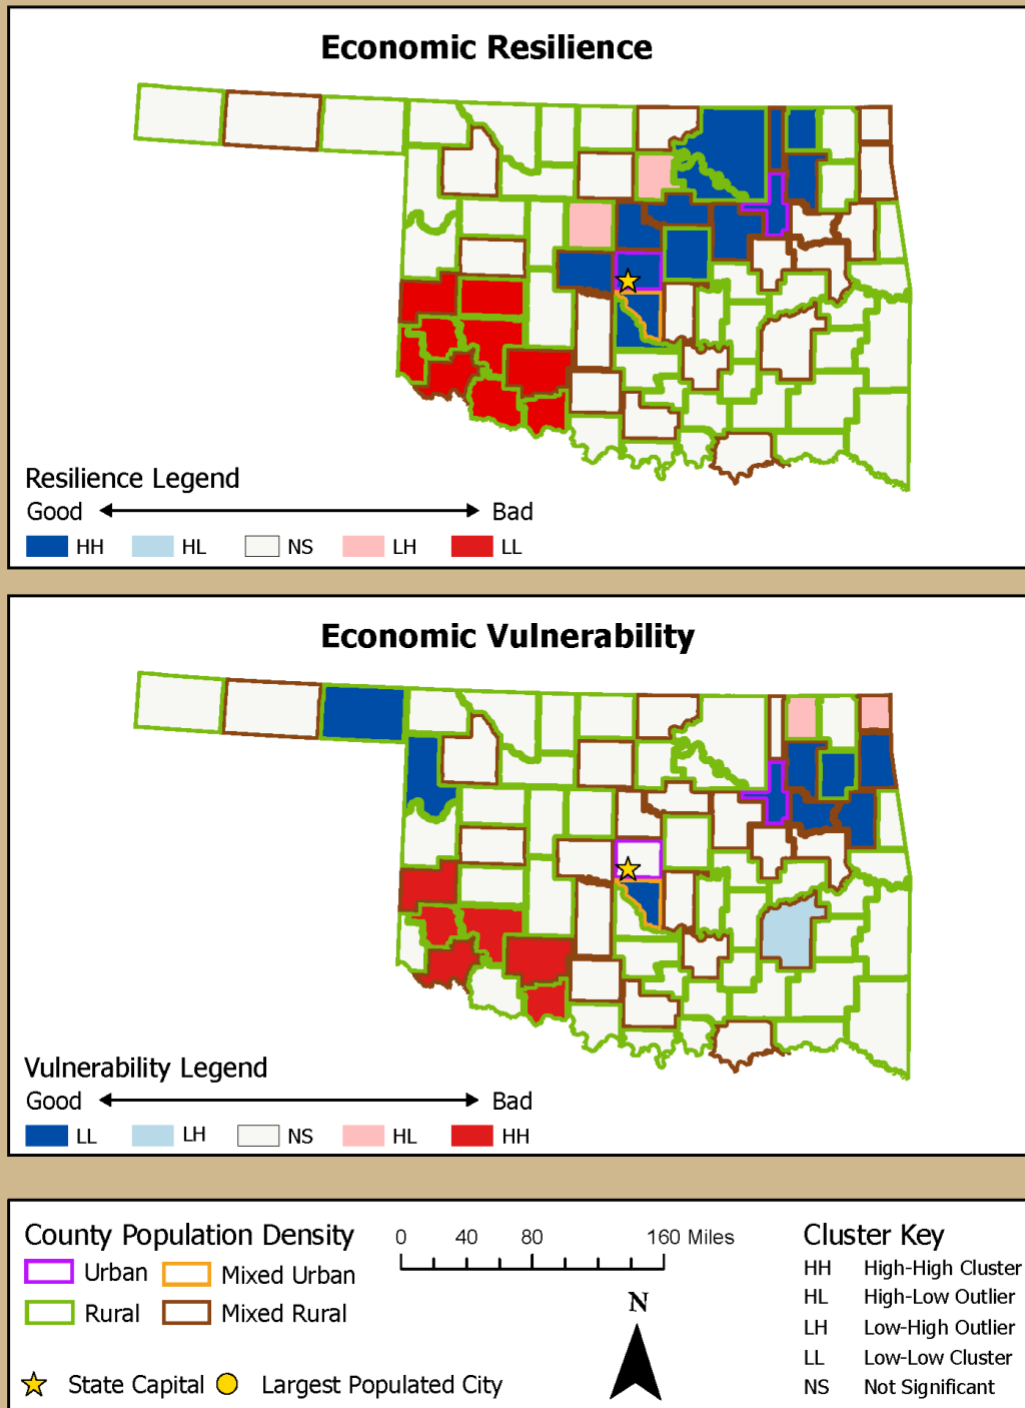 Economic Resilience
Resilience Legend
Good Bad
HH HL NS LH LL
Economic Vulnerability
Vulnerability Legend
Good Bad
LL LH NS HL HH
County Population Density
Urban Mixed Urban
Rural Mixed Rural
State Capital Largest Populated City
0 40 80 160 Miles
N
Cluster Key
HH High-High Cluster
HL High-Low Outlier
LH Low-High Outlier
LL Low-Low Cluster
NS Not Significant